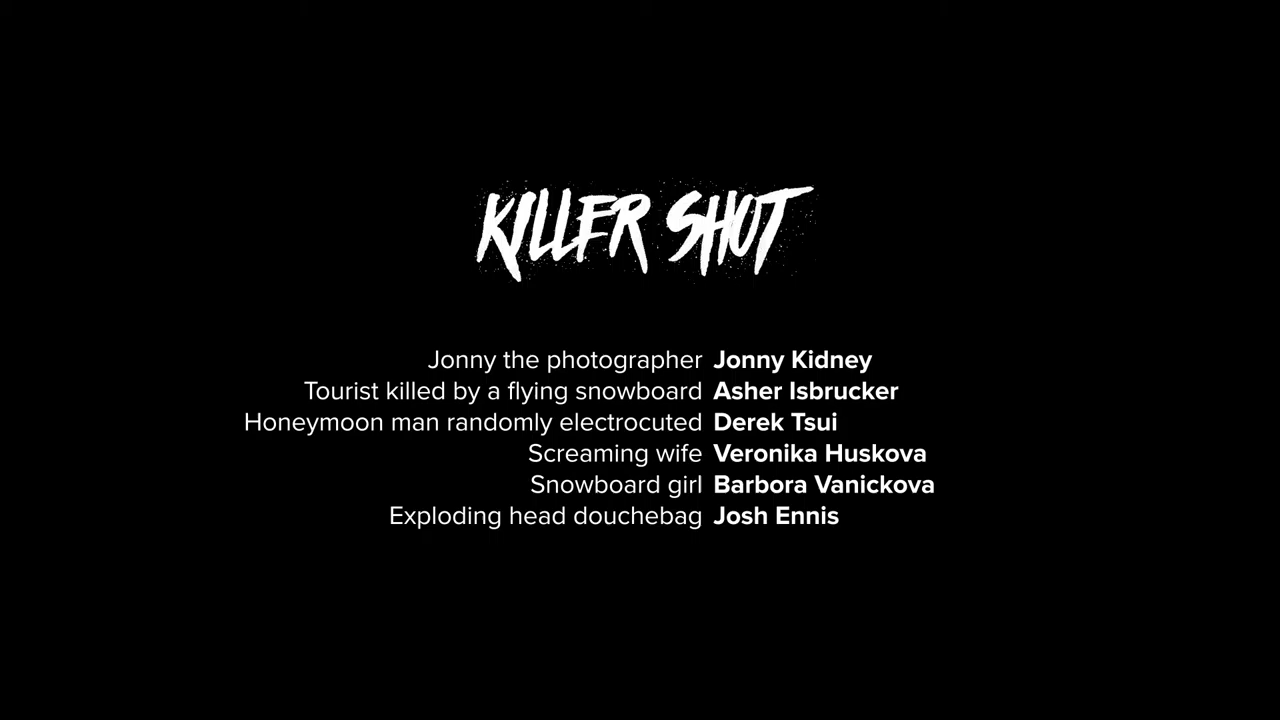 KILLER SHOT
Jonny the photographer Jonny Kidney
Tourist killed by a flying snowboard Asher Isbrucker
Honeymoon man randomly electrocuted Derek Tsui
Screaming wife Veronika Huskova
Snowboard girl Barbora Vanickova
Exploding head douchebag Josh Ennis